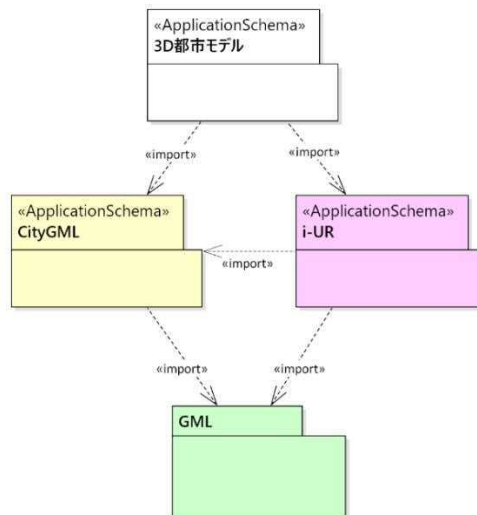 «ApplicationSchema»
3D都市モデル
«import»
«import»
«ApplicationSchema»
CityGML
«ApplicationSchema»
i-UR
«import»
«import»
«import»
GML